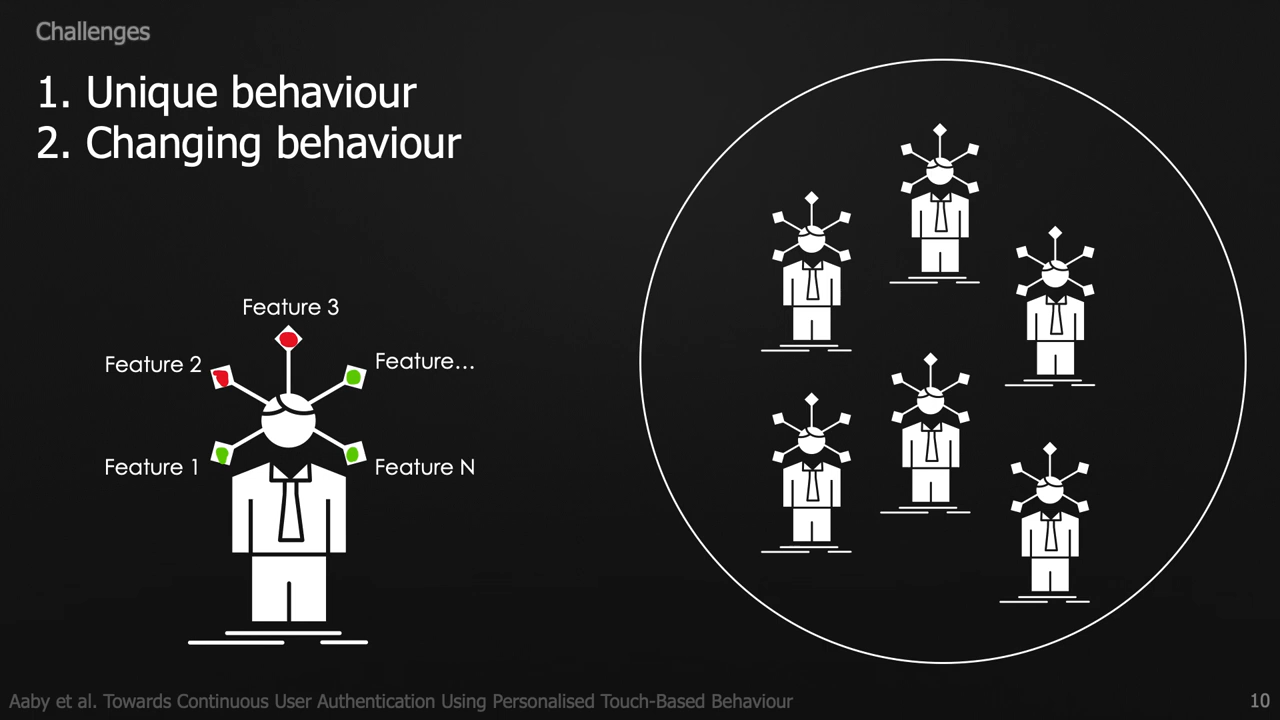 Challenges
1. Unique behaviour
2. Changing behaviour
Feature 3
Feature 2
Feature...
Feature 1
Feature N
Aaby et al. Towards Continuous User Authentication Using Personalised Touch-Based Behaviour
10